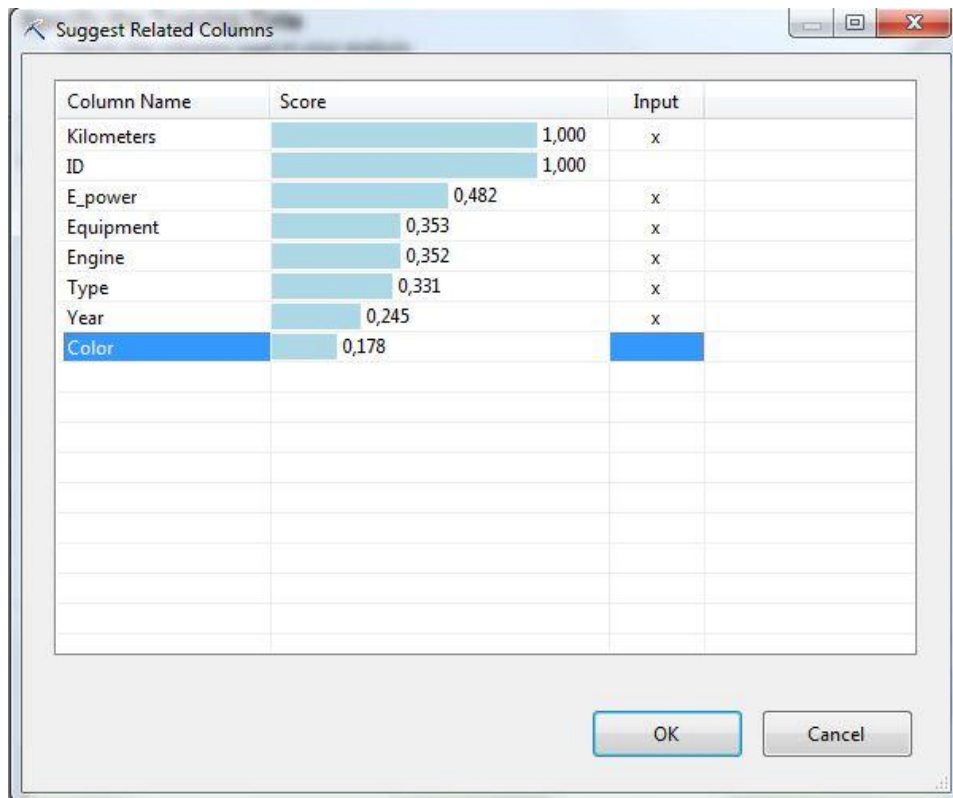 Suggest Related Columns
Column Name Score Input
Kilometers 1,000 x
ID 1,000
E_power 0,482 x
Equipment 0,353 x
Engine 0,352 x
Type 0,331 x
Year 0,245 x
Color 0,178
OK Cancel